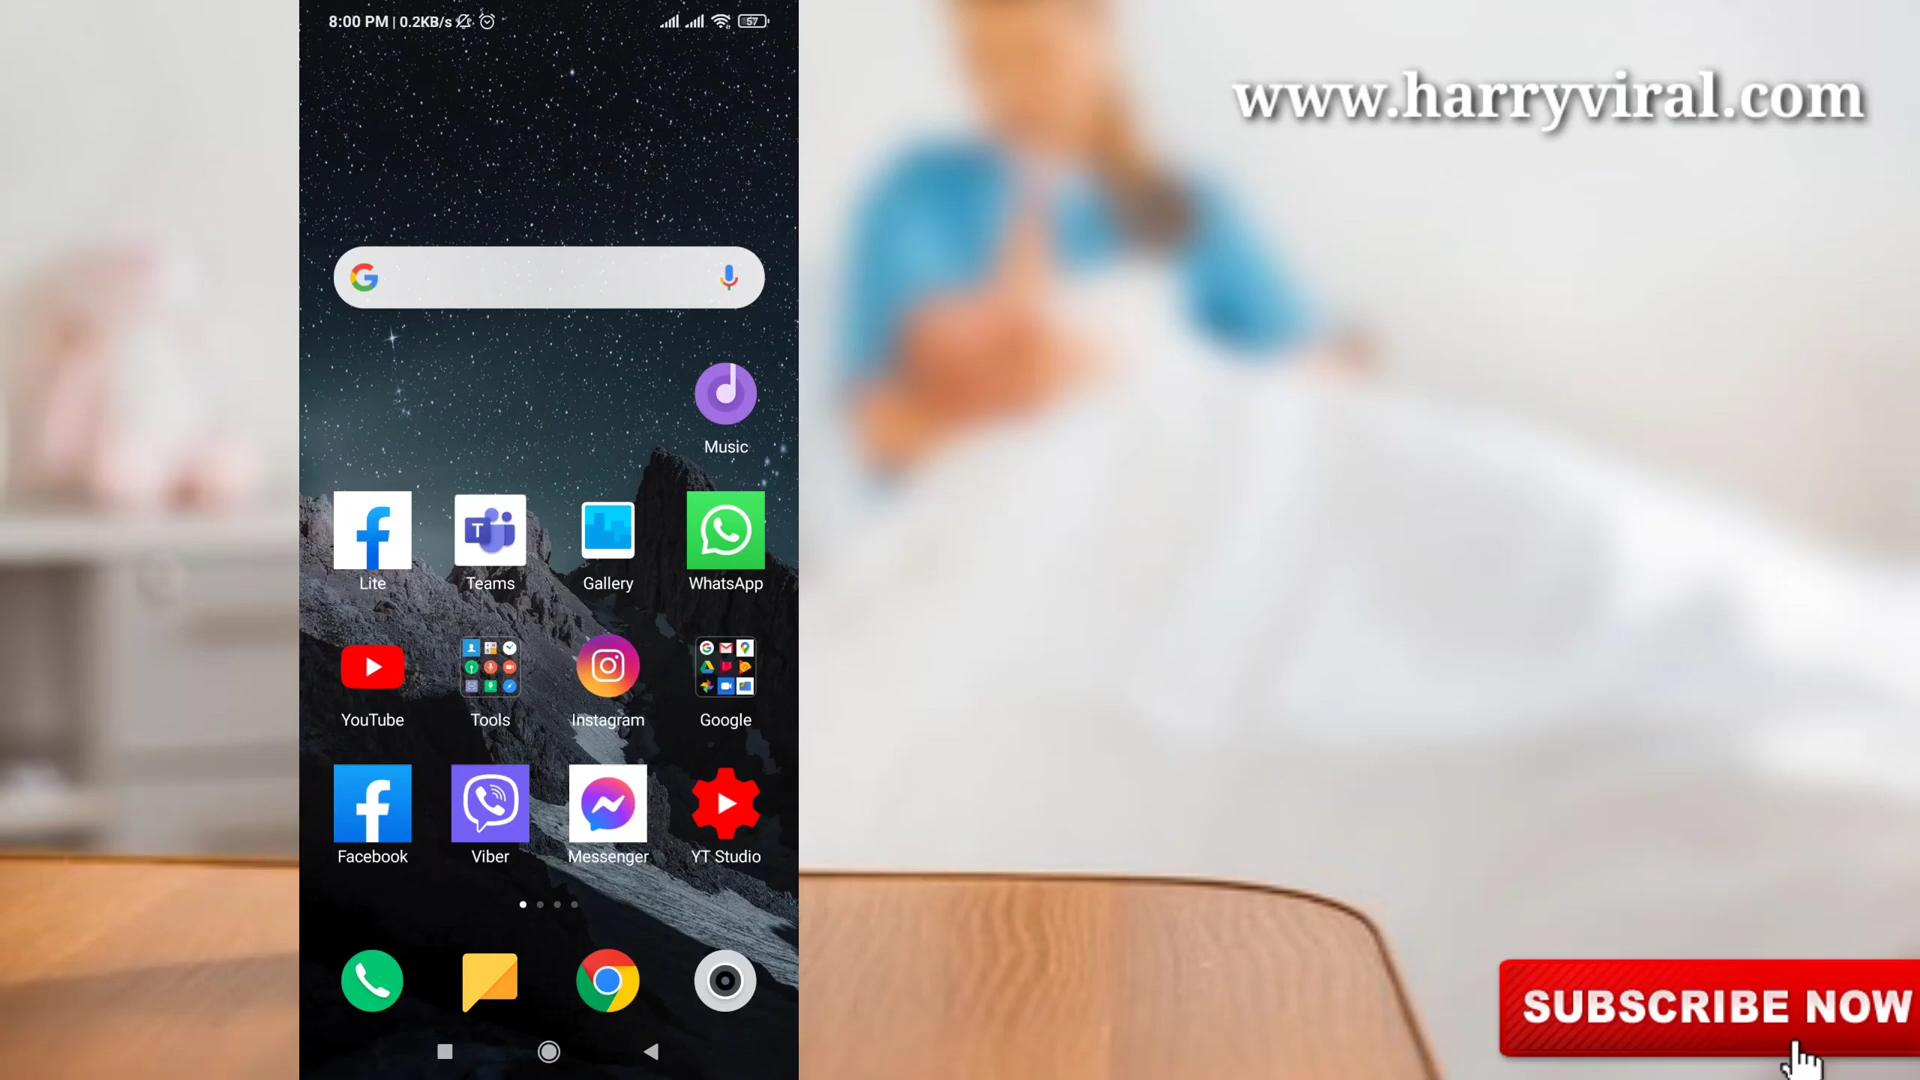 8:00 PM | 0.2KB/s 57
www.harryviral.com
Music
Lite Teams Gallery WhatsApp
YouTube Tools Instagram Google
Facebook Viber Messenger YT Studio
SUBSCRIBE NOW